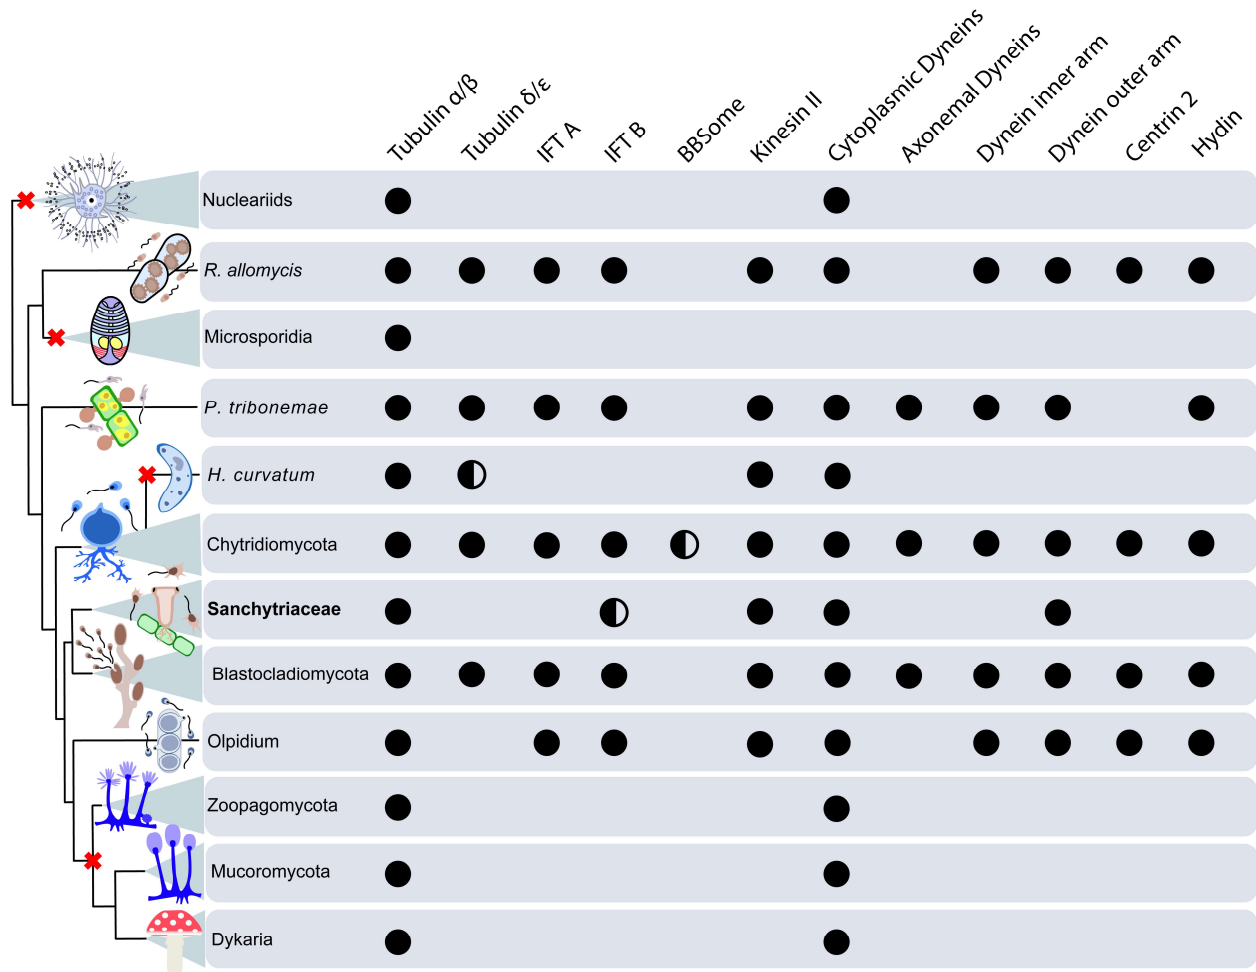 Tubulin α/β
Tubulin δ/ε
IFT A
IFT B
BBSome
Kinesin II
Cytoplasmic Dyneins
Axonemal Dyneins
Dynein inner arm
Dynein outer arm
Centrin 2
Hydin
Nucleariids
R. allomycis
Microsporidia
P. tribonemae
H. curvatum
Chytridiomycota
Sanchytriaceae
Blastocladiomycota
Olpidium
Zoopagomycota
Mucoromycota
Dykaria